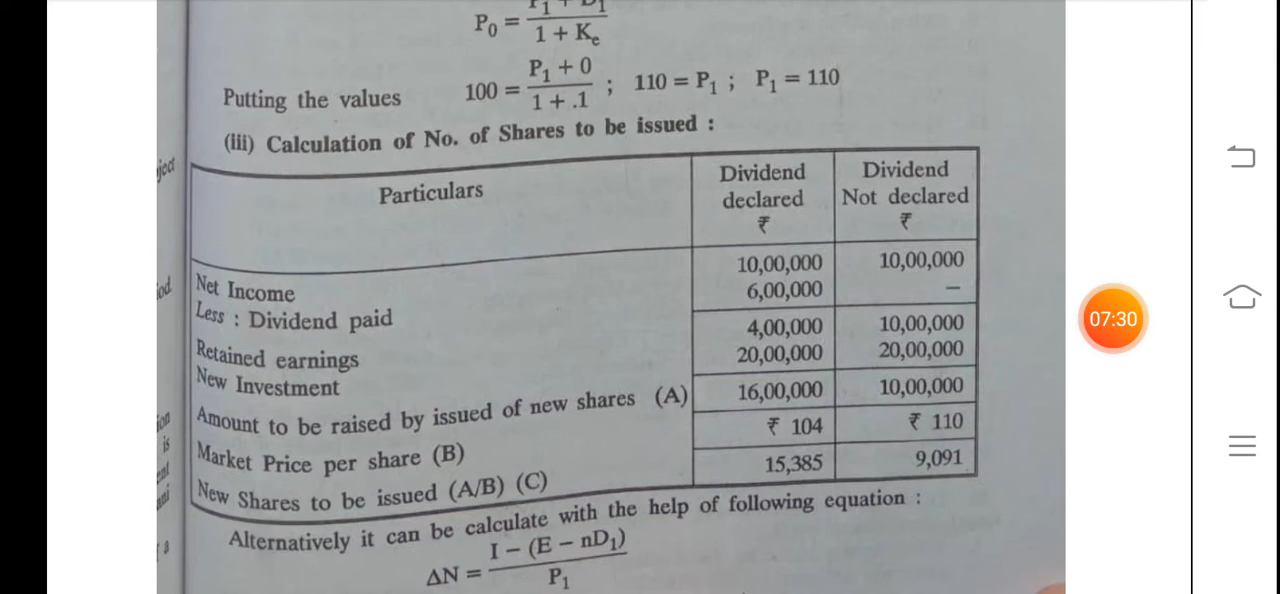 P₀ = P₁ + D₁ / 1 + Kₑ
Putting the values 100 = P₁ + 0 / 1 + .1 ; 110 = P₁ ; P₁ = 110
(iii) Calculation of No. of Shares to be issued :
Particulars Dividend declared ₹ Dividend Not declared ₹
Net Income 10,00,000 10,00,000
Less : Dividend paid 6,00,000 —
Retained earnings 4,00,000 10,00,000
New Investment 20,00,000 20,00,000
Amount to be raised by issued of new shares (A) 16,00,000 10,00,000
Market Price per share (B) ₹ 104 ₹ 110
New Shares to be issued (A/B) (C) 15,385 9,091
Alternatively it can be calculate with the help of following equation :
ΔN = I − (E − nD₁) / P₁
07:30